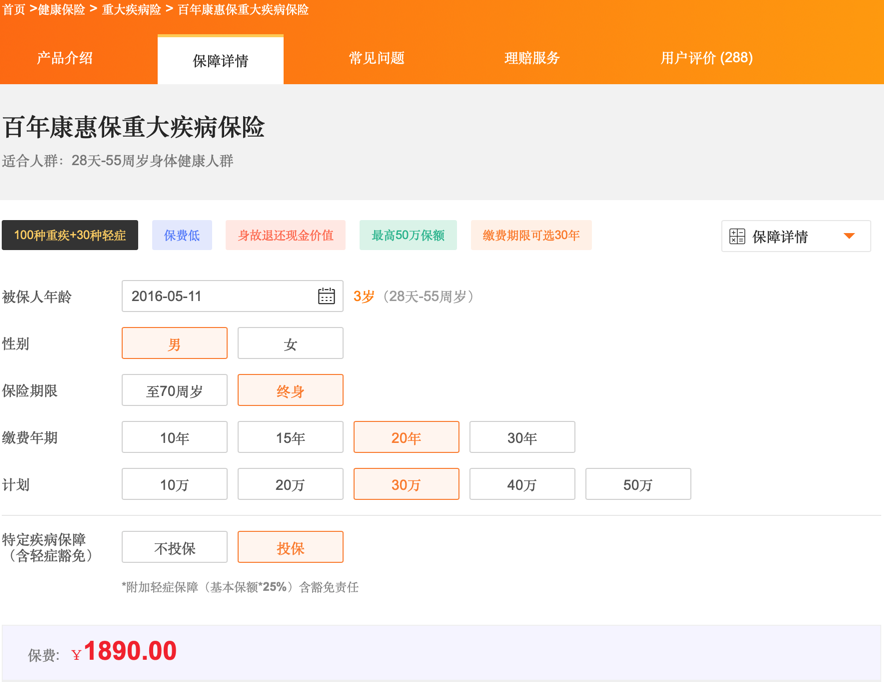 首页 >健康保险 > 重大疾病险 > 百年康惠保重大疾病保险
产品介绍 保障详情 常见问题 理赔服务 用户评价 (288)
百年康惠保重大疾病保险
适合人群：28天-55周岁身体健康人群
100种重疾+30种轻症 保费低 身故退还现金价值 最高50万保额 缴费期限可选30年 保障详情
被保人年龄 2016-05-11 3岁（28天-55周岁）
性别 男 女
保险期限 至70周岁 终身
缴费年期 10年 15年 20年 30年
计划 10万 20万 30万 40万 50万
特定疾病保障
（含轻症豁免） 不投保 投保
*附加轻症保障（基本保额*25%）含豁免责任
保费: ￥1890.00